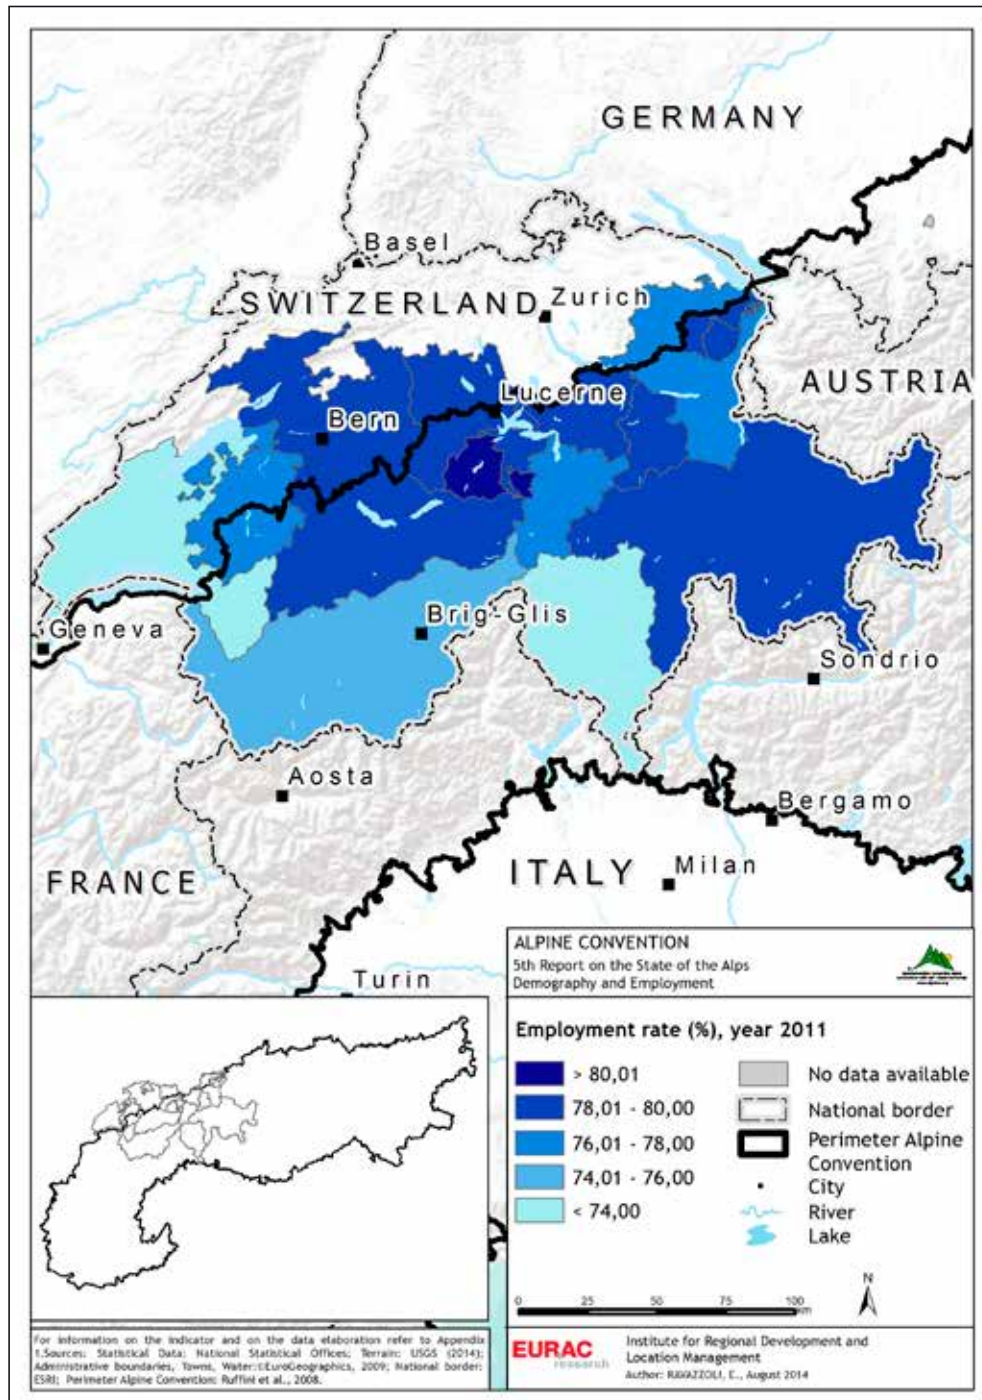 GERMANY
Basel
SWITZERLAND
Zurich
AUSTRIA
Lucerne
Bern
Geneva
Brig-Glis
Sondrio
Aosta
Bergamo
FRANCE
ITALY
Milan
Turin
ALPINE CONVENTION
5th Report on the State of the Alps
Demography and Employment
Employment rate (%), year 2011
> 80,01
78,01 - 80,00
76,01 - 78,00
74,01 - 76,00
< 74,00
No data available
National border
Perimeter Alpine
Convention
City
River
Lake
N
0 25 50 75 100
km
For information on the indicator and on the data elaboration refer to Appendix
1.Sources: Statistical Data: National Statistical Offices; Terrain: USGS (2014);
Administrative boundaries, Towns, Water:©EuroGeographics, 2009; National border:
ESRI; Perimeter Alpine Convention: Ruffini et al., 2008.
EURAC
research
Institute for Regional Development and
Location Management
Author: RAVAZZOLI, E., August 2014